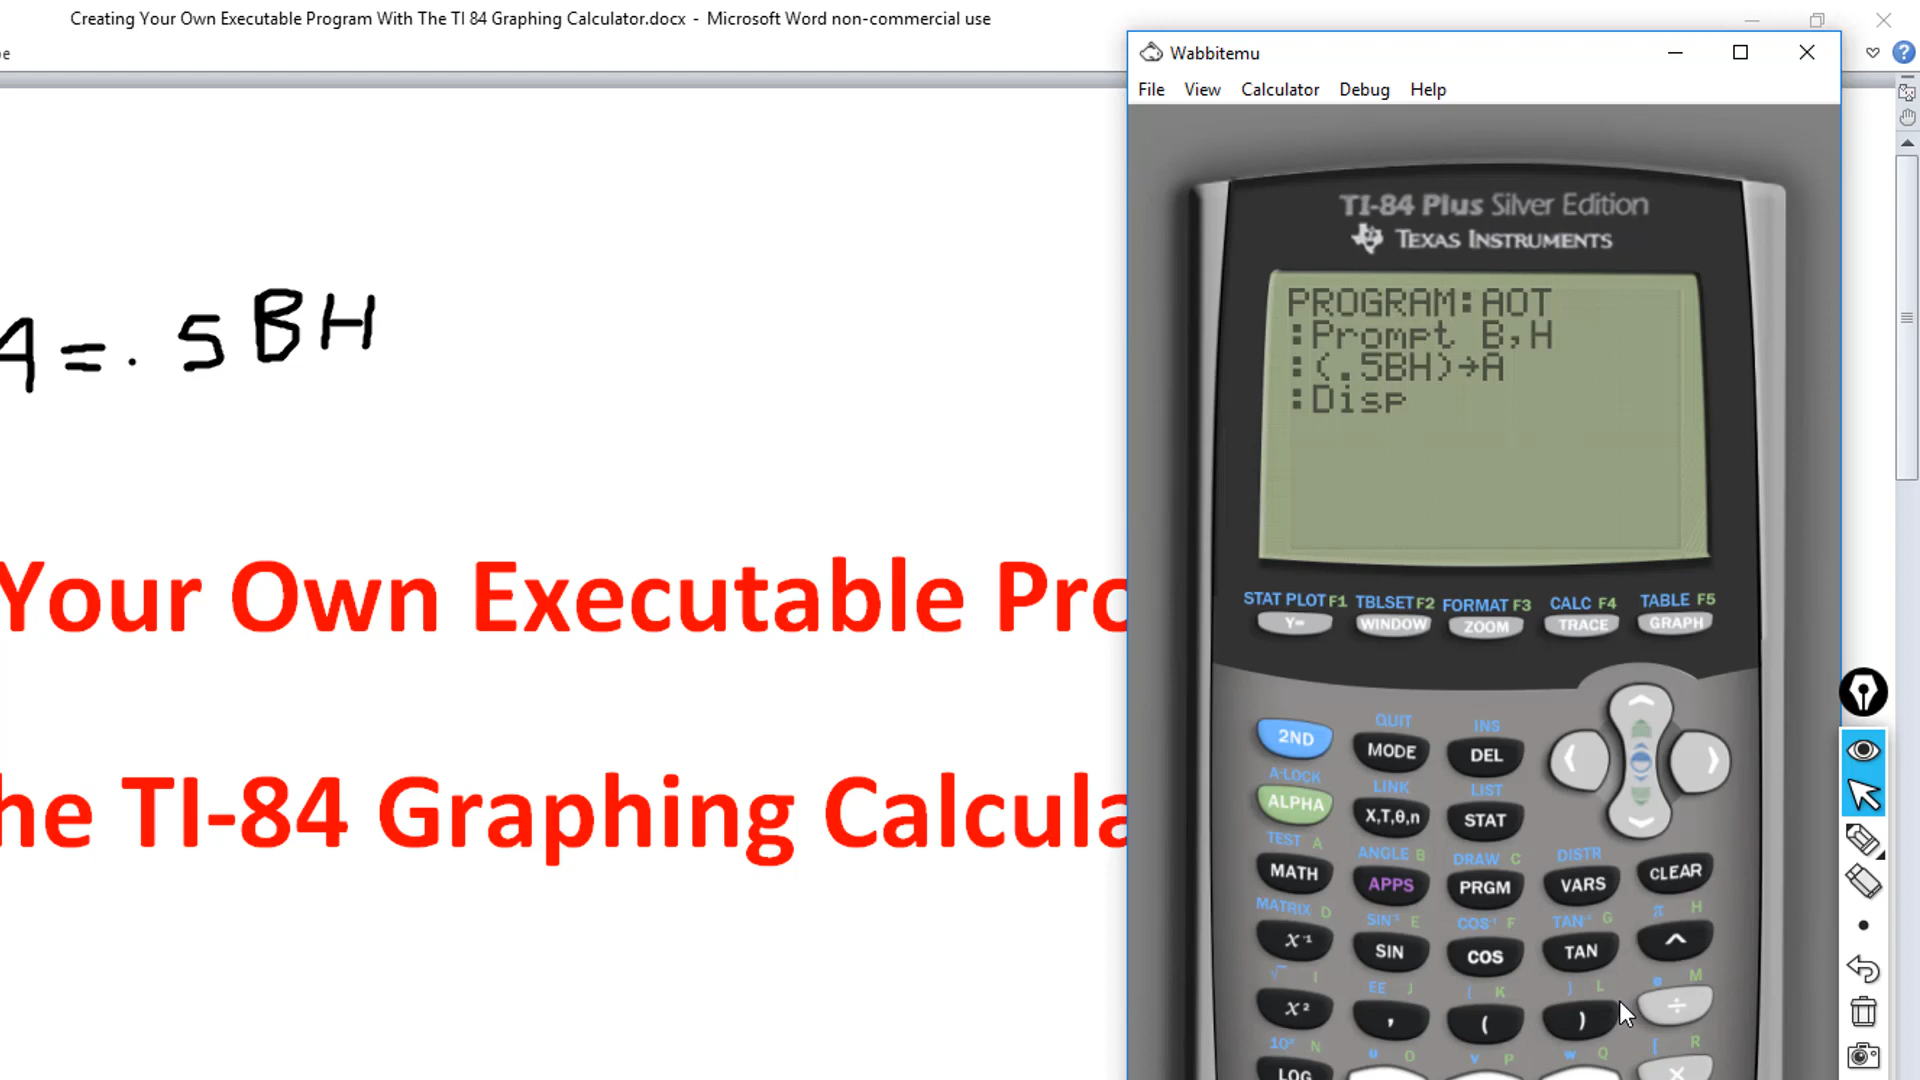 Creating Your Own Executable Program With The TI 84 Graphing Calculator.docx - Microsoft Word non-commercial use
Wabbitemu
File View Calculator Debug Help
A = .5BH
Your Own Executable Pro
he TI-84 Graphing Calcula
TI-84 Plus Silver Edition
TEXAS INSTRUMENTS
PROGRAM:AOT
:Prompt B,H
:(.5BH)→A
:Disp
STAT PLOT F1 TBLSET F2 FORMAT F3 CALC F4 TABLE F5
Y= WINDOW ZOOM TRACE GRAPH
QUIT INS
2ND MODE DEL
A-LOCK LINK LIST
ALPHA X,T,θ,n STAT
TEST A ANGLE B DRAW C DISTR
MATH APPS PRGM VARS CLEAR
MATRIX D SIN⁻¹ E COS⁻¹ F TAN⁻¹ G π H
x⁻¹ SIN COS TAN ^
√ I EE J { K } L e M
x² , ( ) ÷
10ˣ N u O v P w Q [ R
LOG ×